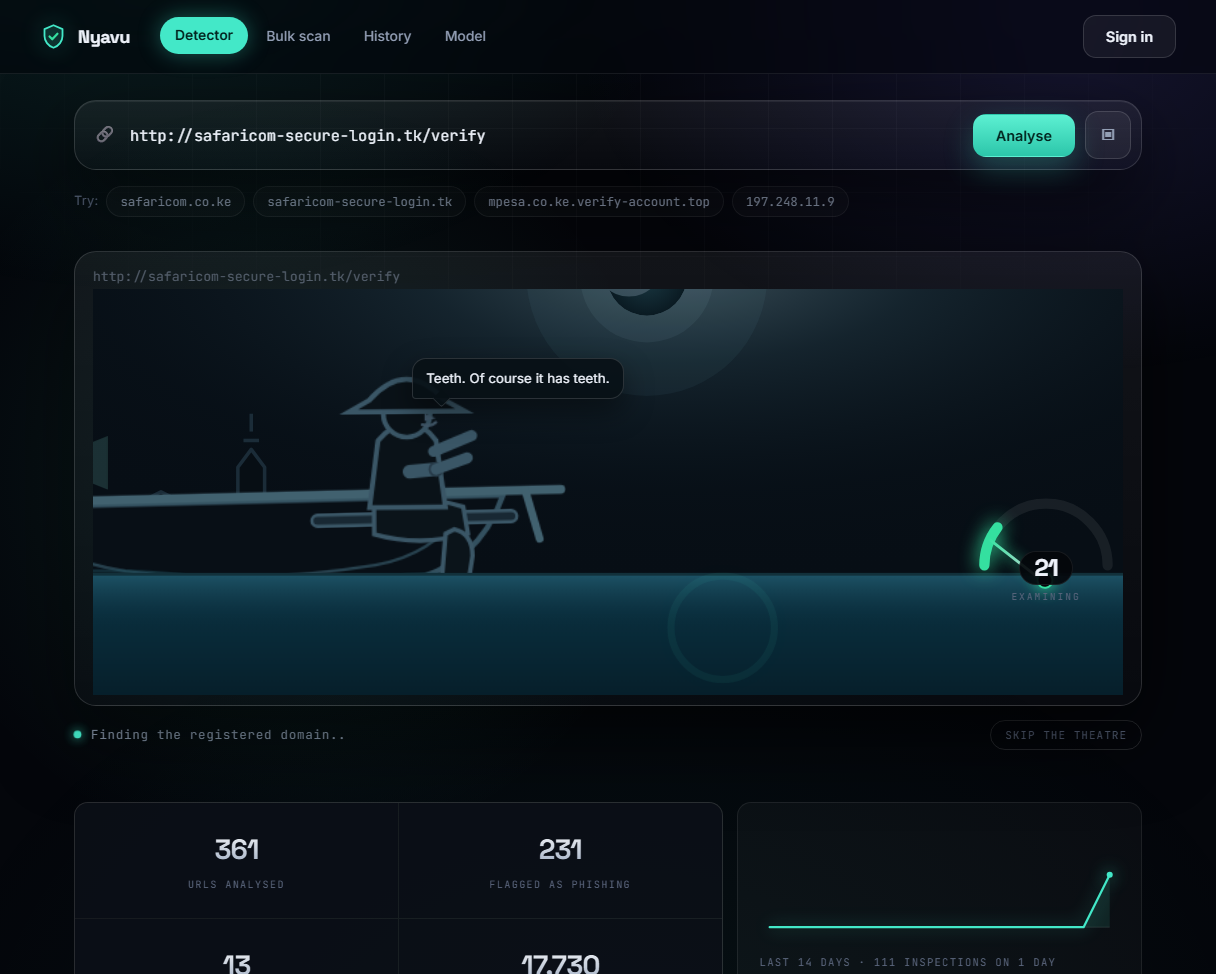 Nyavu Detector Bulk scan History Model Sign in
http://safaricom-secure-login.tk/verify Analyse
Try: safaricom.co.ke safaricom-secure-login.tk mpesa.co.ke.verify-account.top 197.248.11.9
http://safaricom-secure-login.tk/verify
Teeth. Of course it has teeth.
21
EXAMINING
Finding the registered domain.. SKIP THE THEATRE
361 231
URLS ANALYSED FLAGGED AS PHISHING
13 17,730
LAST 14 DAYS · 111 INSPECTIONS ON 1 DAY